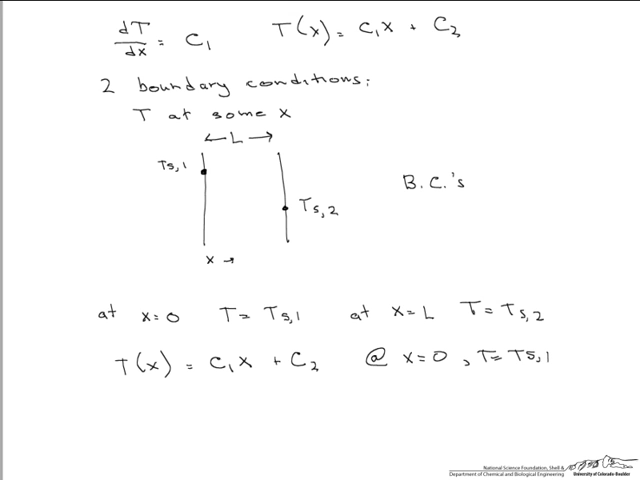 dT/dx = C₁ T(x) = C₁x + C₂
2 boundary conditions:
T at some x
← L →
Ts,1
B.C.'s
Ts,2
x →
at x=0 T = Ts,1 at x=L T = Ts,2
T(x) = C₁x + C₂ @ x=0, T=Ts,1
National Science Foundation, Shell &
Department of Chemical and Biological Engineering University of Colorado Boulder